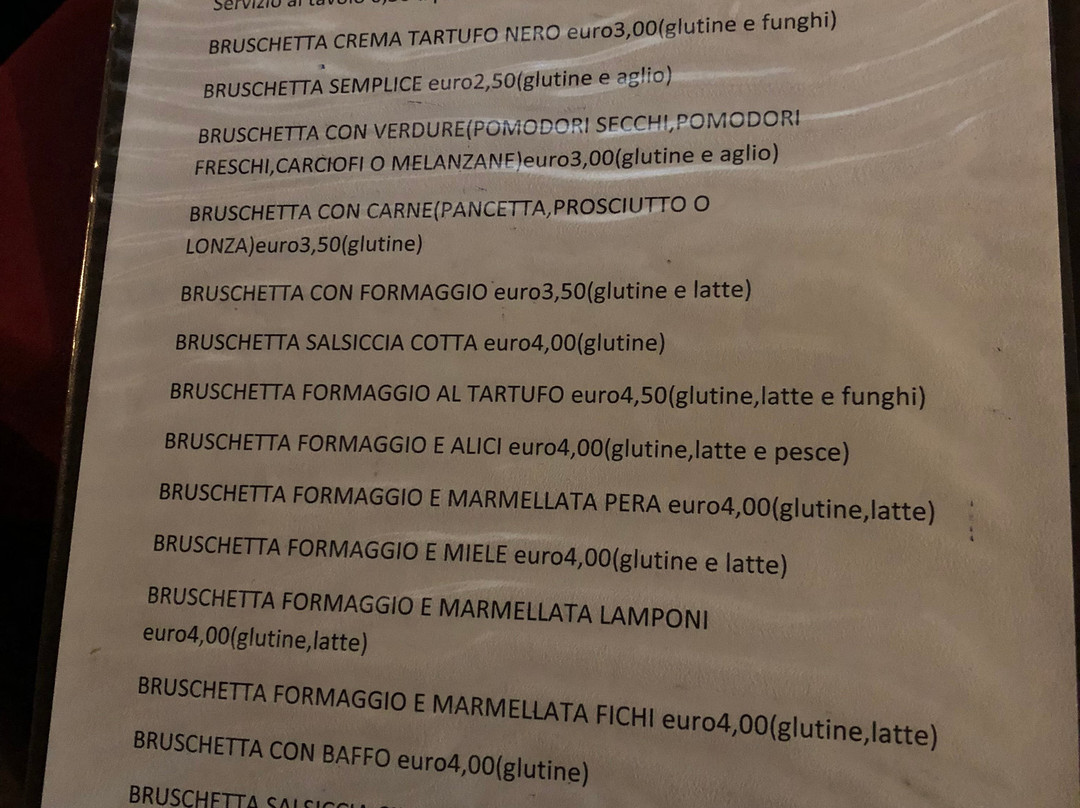 Servizio al tavolo
BRUSCHETTA CREMA TARTUFO NERO euro3,00(glutine e funghi)
BRUSCHETTA SEMPLICE euro2,50(glutine e aglio)
BRUSCHETTA CON VERDURE(POMODORI SECCHI,POMODORI
FRESCHI,CARCIOFI O MELANZANE)euro3,00(glutine e aglio)
BRUSCHETTA CON CARNE(PANCETTA,PROSCIUTTO O
LONZA)euro3,50(glutine)
BRUSCHETTA CON FORMAGGIO euro3,50(glutine e latte)
BRUSCHETTA SALSICCIA COTTA euro4,00(glutine)
BRUSCHETTA FORMAGGIO AL TARTUFO euro4,50(glutine,latte e funghi)
BRUSCHETTA FORMAGGIO E ALICI euro4,00(glutine,latte e pesce)
BRUSCHETTA FORMAGGIO E MARMELLATA PERA euro4,00(glutine,latte)
BRUSCHETTA FORMAGGIO E MIELE euro4,00(glutine e latte)
BRUSCHETTA FORMAGGIO E MARMELLATA LAMPONI
euro4,00(glutine,latte)
BRUSCHETTA FORMAGGIO E MARMELLATA FICHI euro4,00(glutine,latte)
BRUSCHETTA CON BAFFO euro4,00(glutine)
BRUSCHETTA SALSICCIA